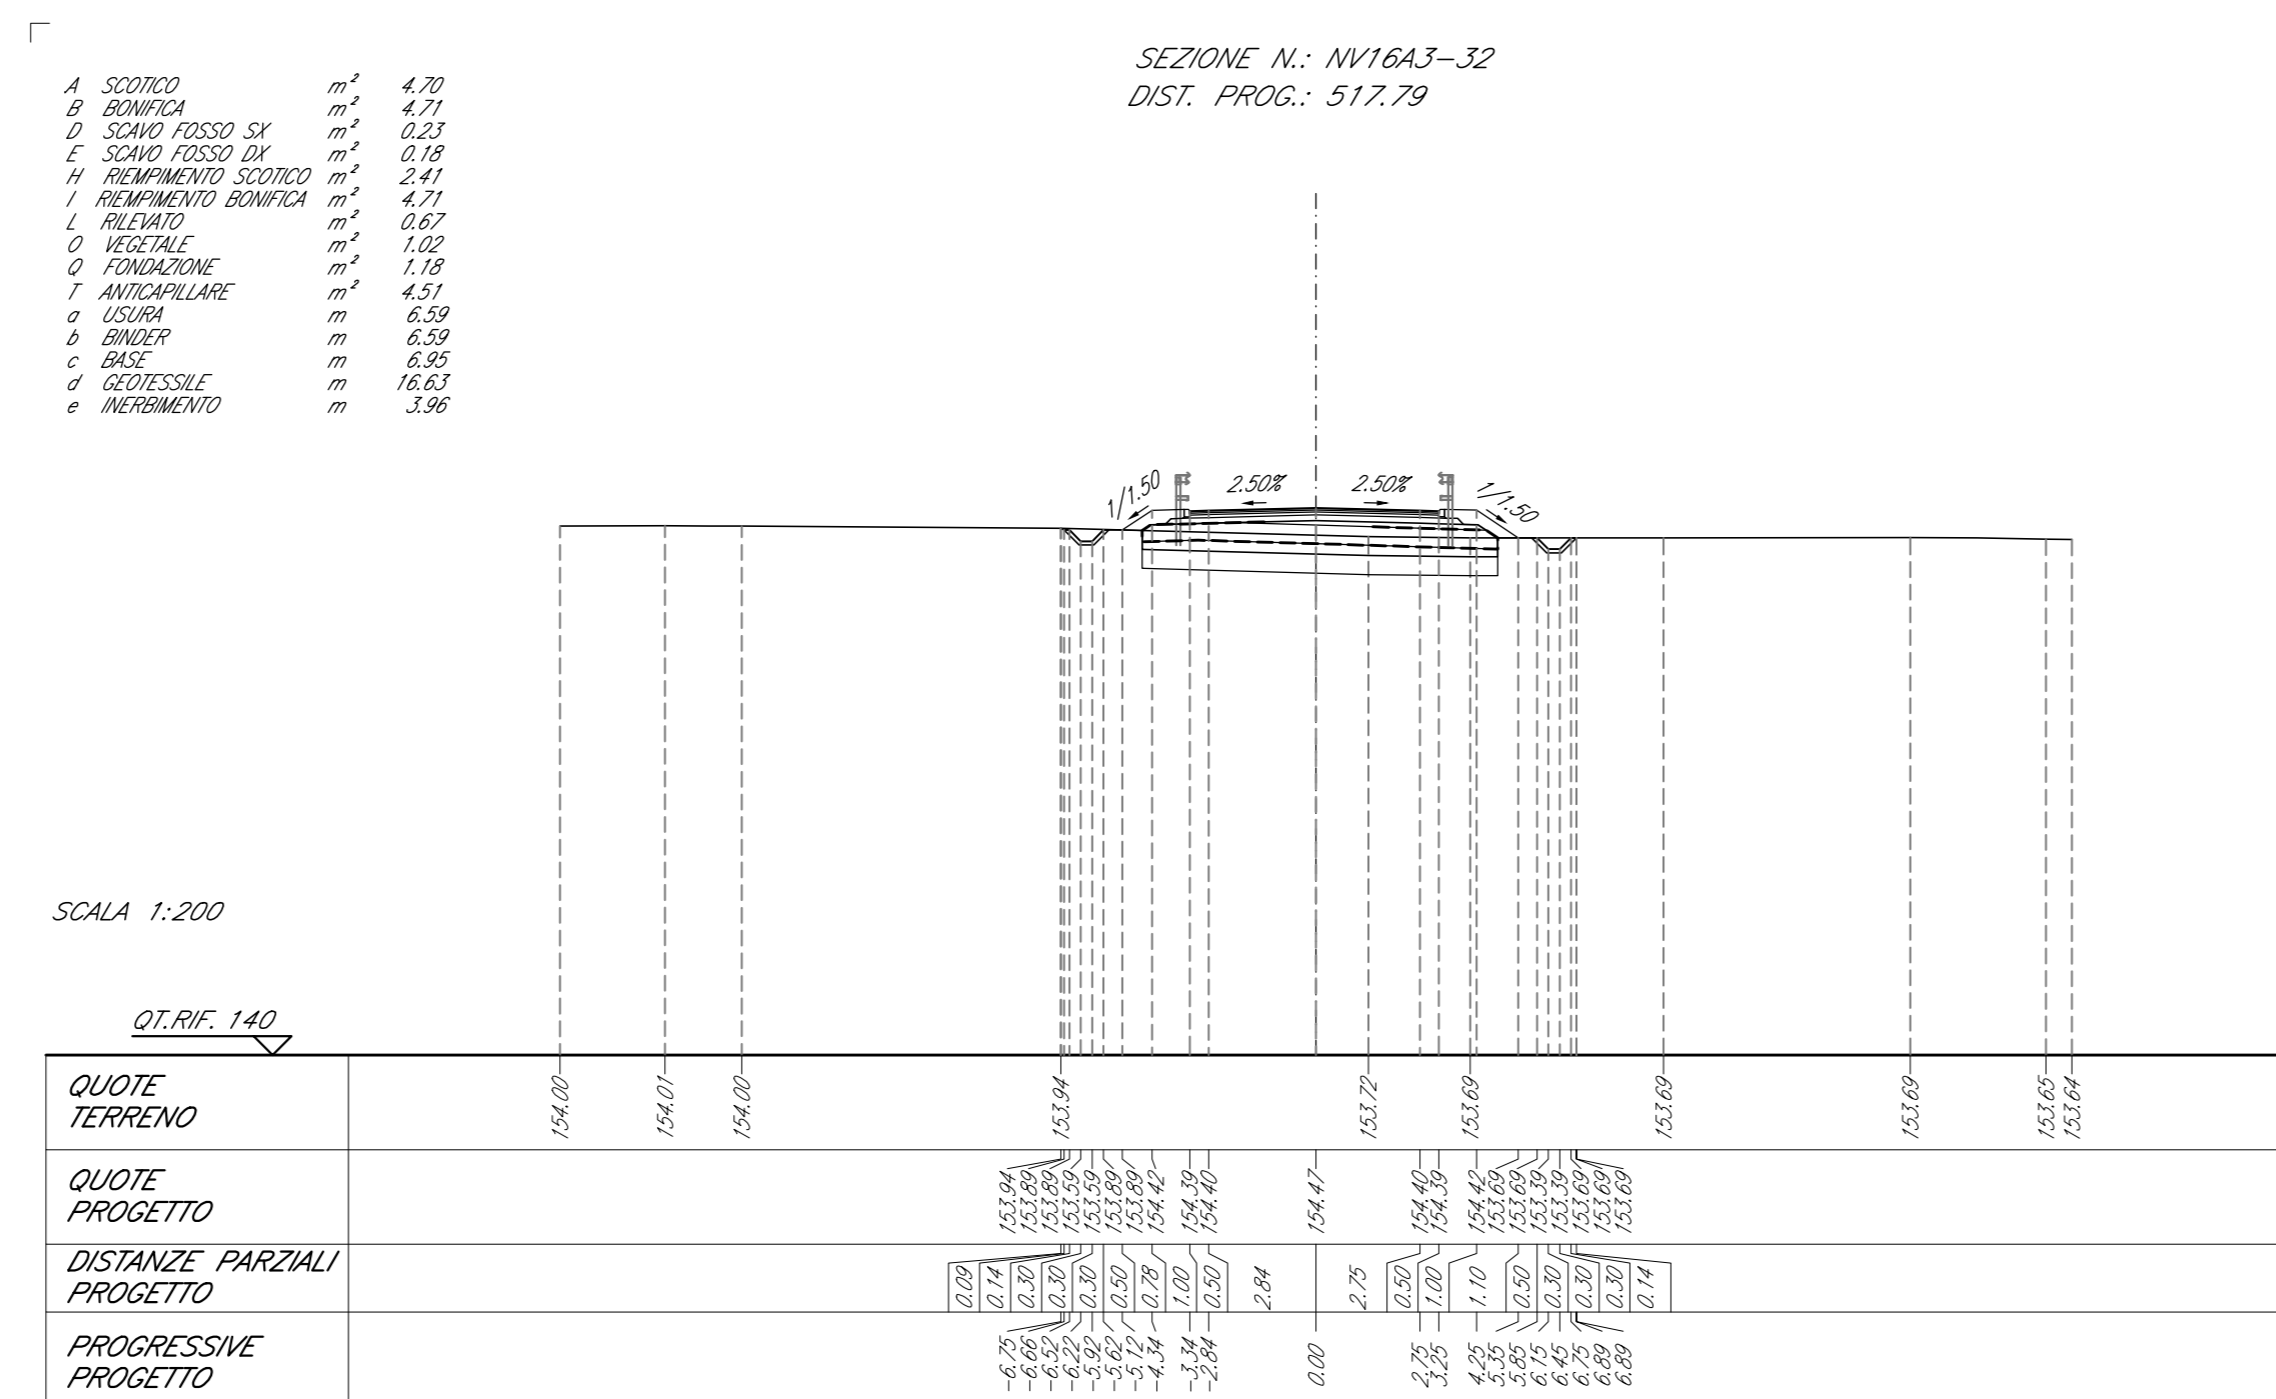 SEZIONE N.: NV16A3-32
DIST. PROG.: 517.79
A SCOTICO m² 4.70
B BONIFICA m² 4.71
D SCAVO FOSSO SX m² 0.23
E SCAVO FOSSO DX m² 0.18
H RIEMPIMENTO SCOTICO m² 2.41
I RIEMPIMENTO BONIFICA m² 4.71
L RILEVATO m² 0.67
O VEGETALE m² 1.02
Q FONDAZIONE m² 1.18
T ANTICAPILLARE m² 4.51
a USURA m 6.59
b BINDER m 6.59
c BASE m 6.95
d GEOTESSILE m 16.63
e INERBIMENTO m 3.96
1/1.50 2.50% 2.50% 1/1.50
SCALA 1:200
QT.RIF. 140
QUOTE
TERRENO
154.00 154.01 154.00 153.94 153.72 153.69 153.69 153.69 153.65 153.64
QUOTE
PROGETTO
153.94 153.89 153.89 153.59 153.59 153.89 153.89 154.42 154.39 154.40 154.47 154.40 154.39 154.42 153.69 153.69 153.39 153.39 153.69 153.69 153.69
DISTANZE PARZIALI
PROGETTO
0.09 0.14 0.30 0.30 0.30 0.50 0.78 1.00 0.50 2.84 2.75 0.50 1.00 1.10 0.50 0.30 0.30 0.30 0.14
PROGRESSIVE
PROGETTO
-6.75 -6.66 -6.52 -6.22 -5.92 -5.62 -5.12 -4.34 -3.34 -2.84 0.00 2.75 3.25 4.25 5.35 5.85 6.15 6.45 6.75 6.89 6.89